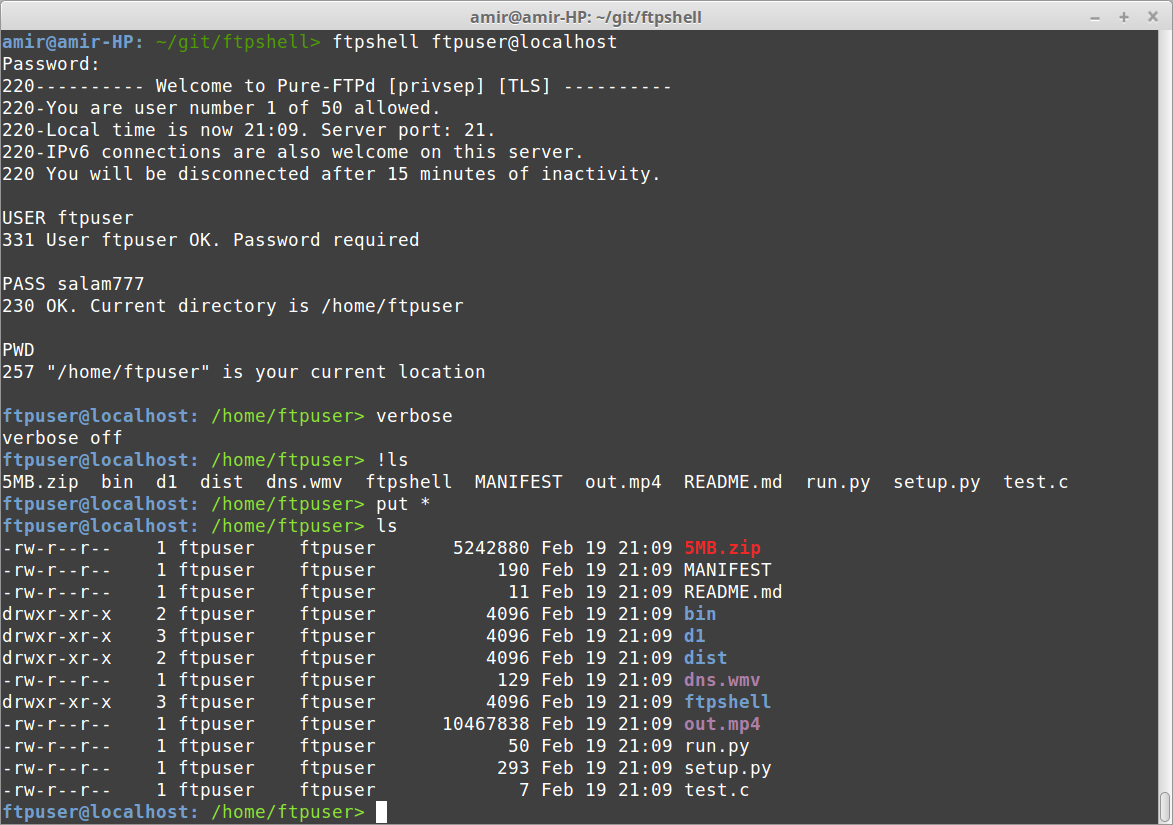 amir@amir-HP: ~/git/ftpshell
amir@amir-HP: ~/git/ftpshell> ftpshell ftpuser@localhost
Password:
220---------- Welcome to Pure-FTPd [privsep] [TLS] ----------
220-You are user number 1 of 50 allowed.
220-Local time is now 21:09. Server port: 21.
220-IPv6 connections are also welcome on this server.
220 You will be disconnected after 15 minutes of inactivity.

USER ftpuser
331 User ftpuser OK. Password required

PASS salam777
230 OK. Current directory is /home/ftpuser

PWD
257 "/home/ftpuser" is your current location

ftpuser@localhost: /home/ftpuser> verbose
verbose off
ftpuser@localhost: /home/ftpuser> !ls
5MB.zip  bin  d1  dist  dns.wmv  ftpshell  MANIFEST  out.mp4  README.md  run.py  setup.py  test.c
ftpuser@localhost: /home/ftpuser> put *
ftpuser@localhost: /home/ftpuser> ls
-rw-r--r--    1 ftpuser    ftpuser       5242880 Feb 19 21:09 5MB.zip
-rw-r--r--    1 ftpuser    ftpuser           190 Feb 19 21:09 MANIFEST
-rw-r--r--    1 ftpuser    ftpuser            11 Feb 19 21:09 README.md
drwxr-xr-x    2 ftpuser    ftpuser          4096 Feb 19 21:09 bin
drwxr-xr-x    3 ftpuser    ftpuser          4096 Feb 19 21:09 d1
drwxr-xr-x    2 ftpuser    ftpuser          4096 Feb 19 21:09 dist
-rw-r--r--    1 ftpuser    ftpuser           129 Feb 19 21:09 dns.wmv
drwxr-xr-x    3 ftpuser    ftpuser          4096 Feb 19 21:09 ftpshell
-rw-r--r--    1 ftpuser    ftpuser      10467838 Feb 19 21:09 out.mp4
-rw-r--r--    1 ftpuser    ftpuser            50 Feb 19 21:09 run.py
-rw-r--r--    1 ftpuser    ftpuser           293 Feb 19 21:09 setup.py
-rw-r--r--    1 ftpuser    ftpuser             7 Feb 19 21:09 test.c
ftpuser@localhost: /home/ftpuser>